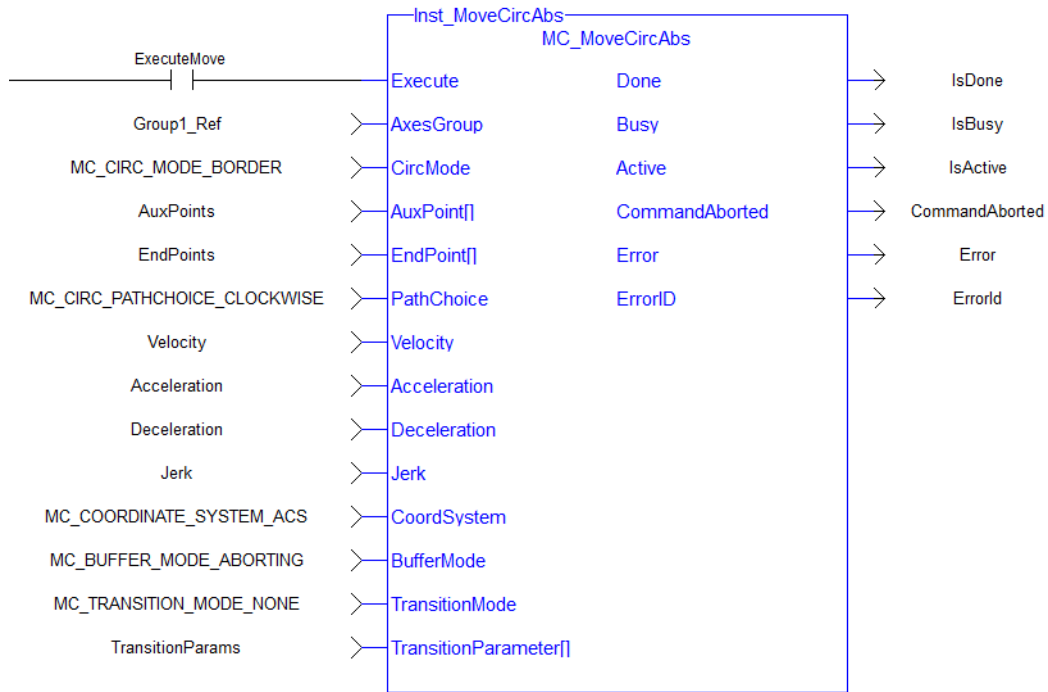 Inst_MoveCircAbs
MC_MoveCircAbs
ExecuteMove
Execute Done IsDone
Group1_Ref AxesGroup Busy IsBusy
MC_CIRC_MODE_BORDER CircMode Active IsActive
AuxPoints AuxPoint[] CommandAborted CommandAborted
EndPoints EndPoint[] Error Error
MC_CIRC_PATHCHOICE_CLOCKWISE PathChoice ErrorID ErrorId
Velocity Velocity
Acceleration Acceleration
Deceleration Deceleration
Jerk Jerk
MC_COORDINATE_SYSTEM_ACS CoordSystem
MC_BUFFER_MODE_ABORTING BufferMode
MC_TRANSITION_MODE_NONE TransitionMode
TransitionParams TransitionParameter[]